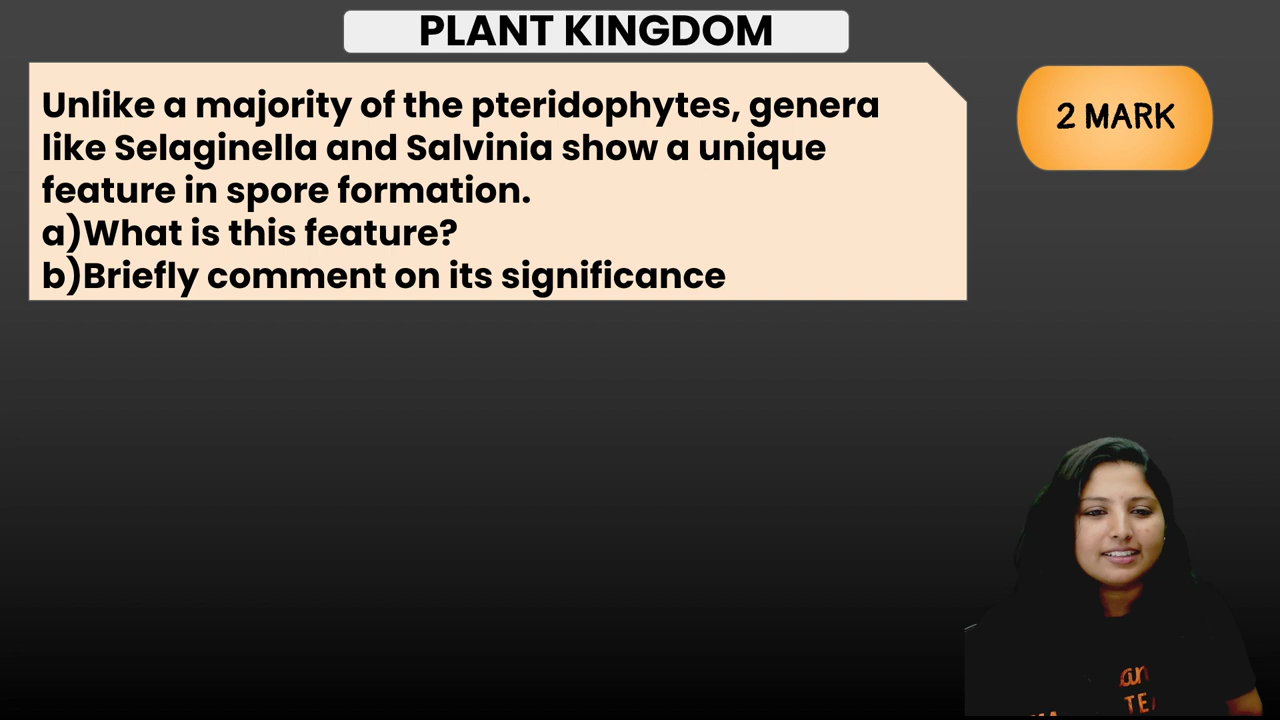 PLANT KINGDOM
Unlike a majority of the pteridophytes, genera
like Selaginella and Salvinia show a unique
feature in spore formation.
a)What is this feature?
b)Briefly comment on its significance
2 MARK